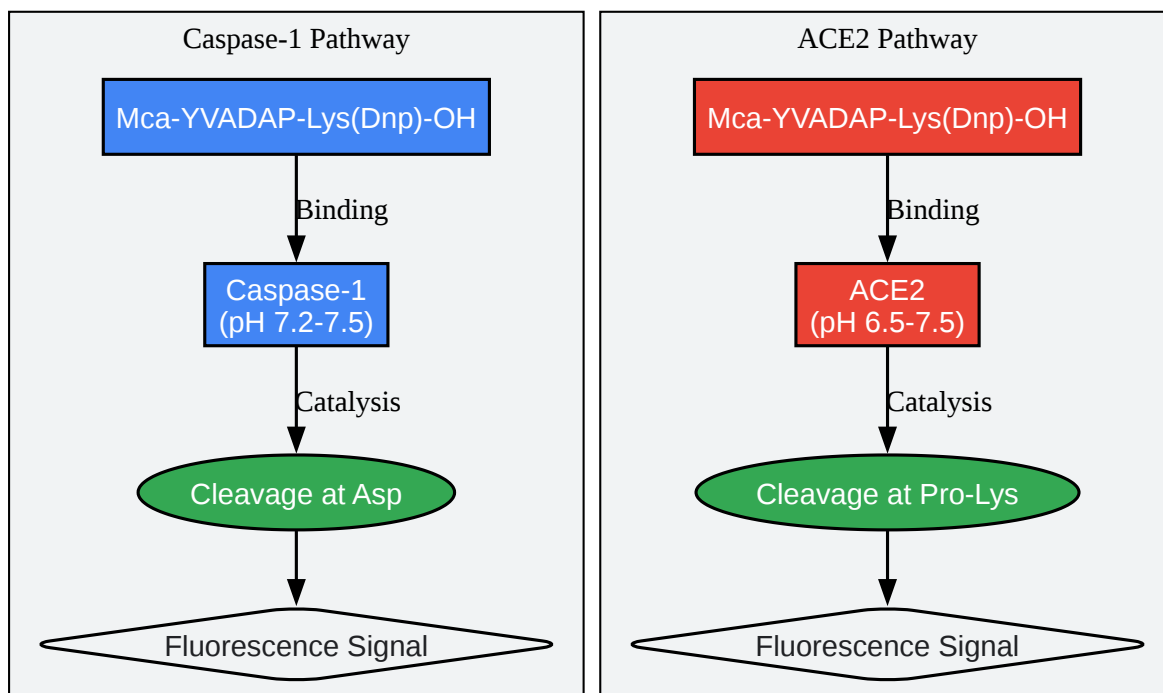 Caspase-1 Pathway
Mca-YVADAP-Lys(Dnp)-OH
Binding
Caspase-1
(pH 7.2-7.5)
Catalysis
Cleavage at Asp
Fluorescence Signal
ACE2 Pathway
Mca-YVADAP-Lys(Dnp)-OH
Binding
ACE2
(pH 6.5-7.5)
Catalysis
Cleavage at Pro-Lys
Fluorescence Signal